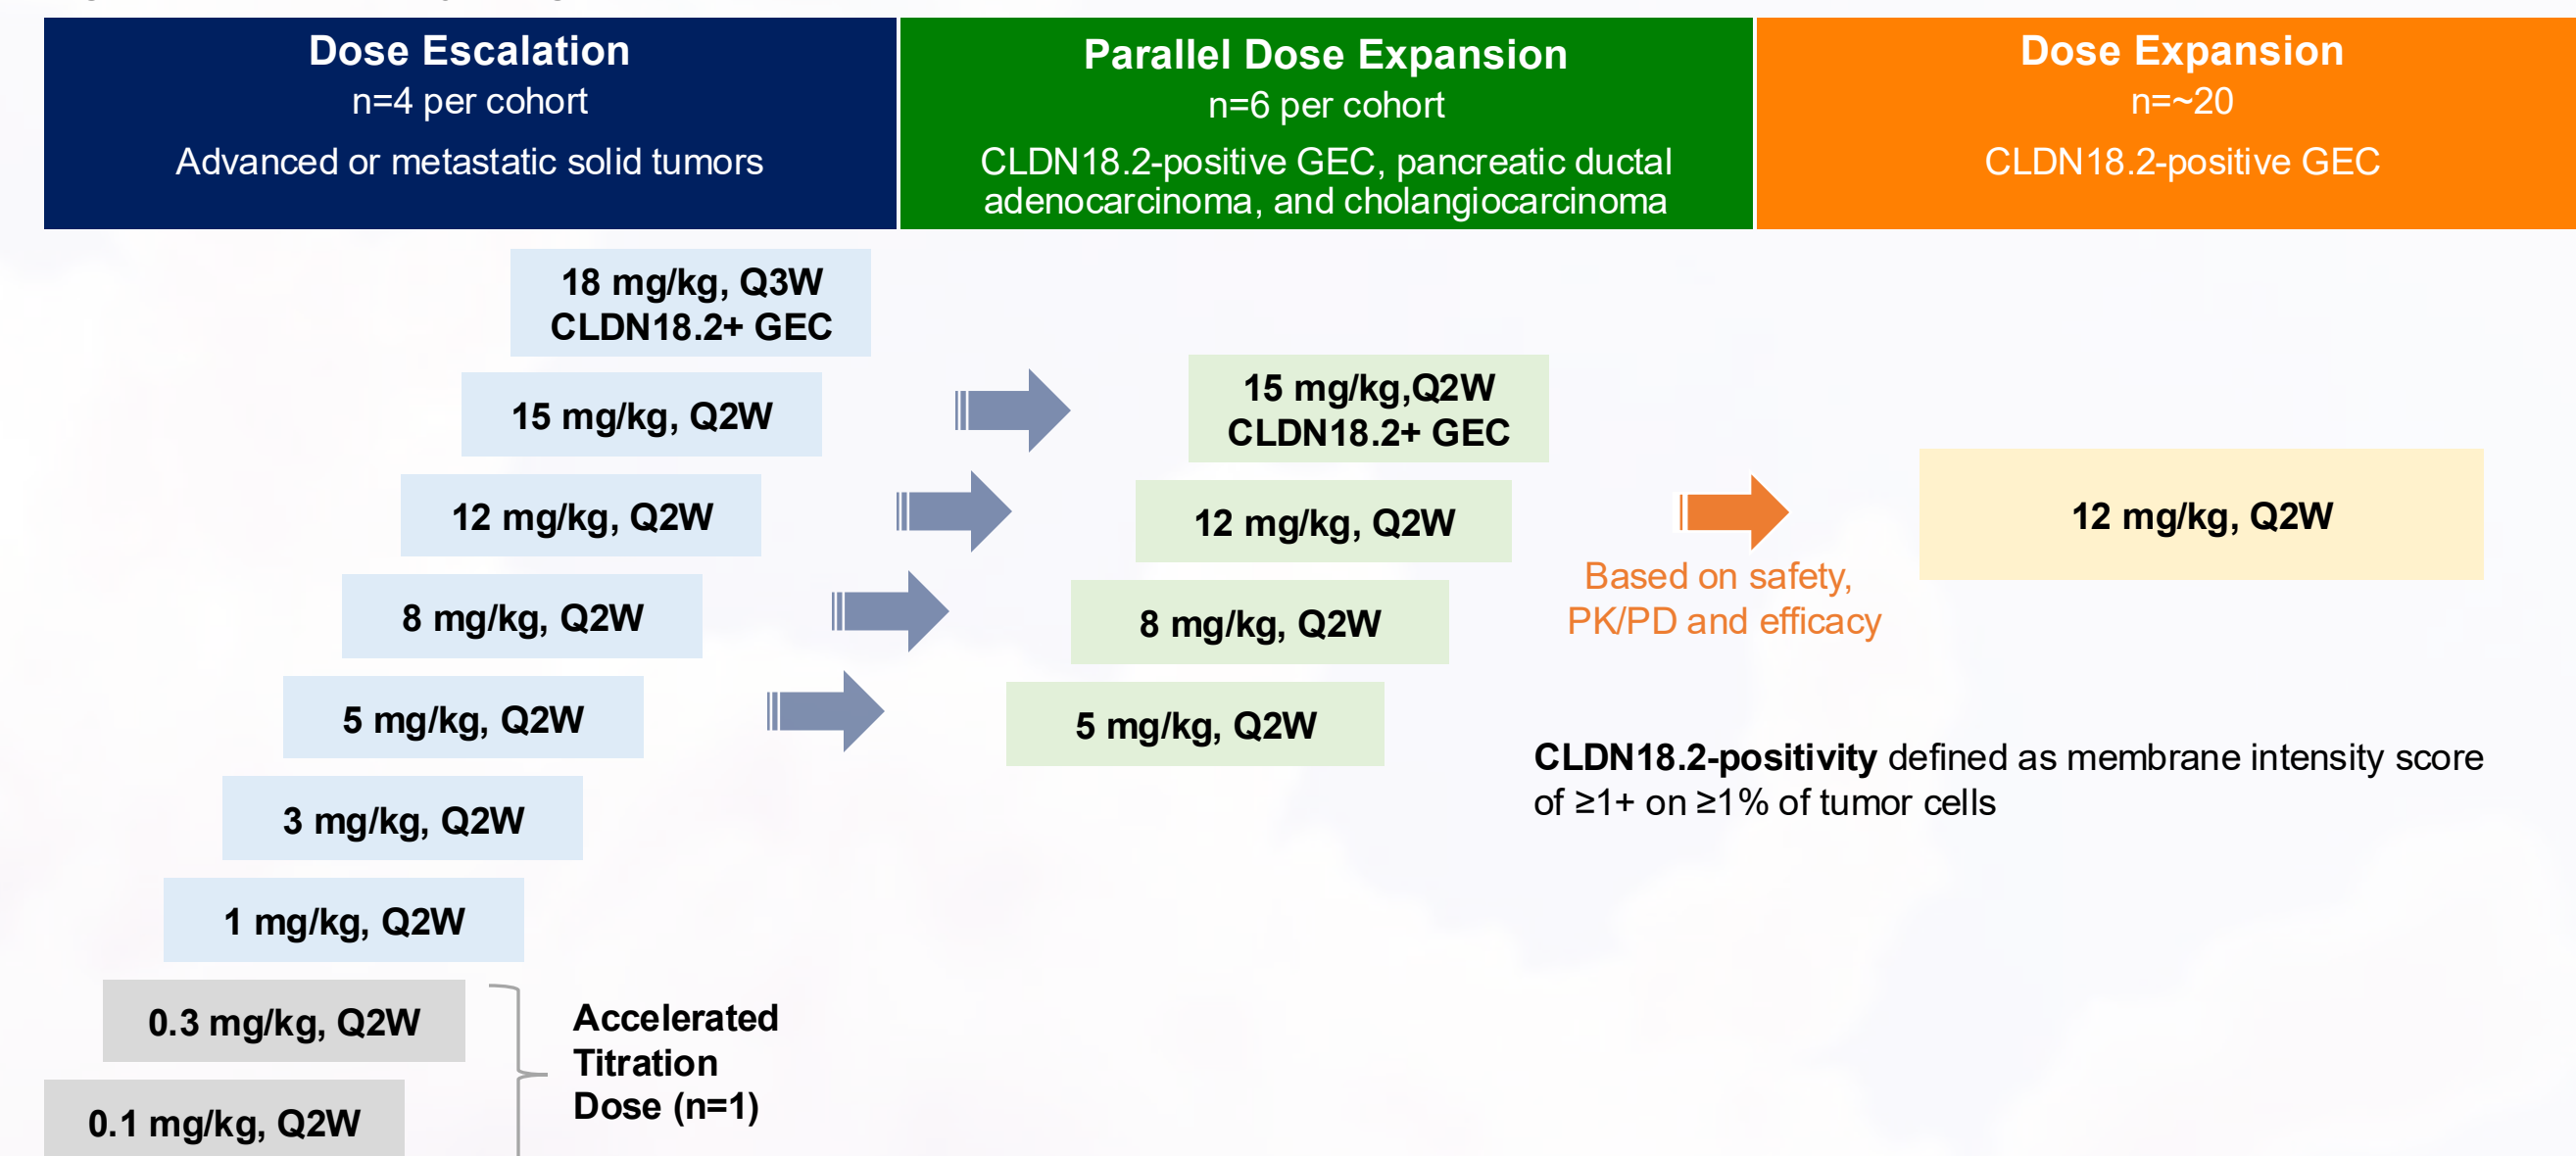 Dose Escalation
n=4 per cohort
Advanced or metastatic solid tumors
Parallel Dose Expansion
n=6 per cohort
CLDN18.2-positive GEC, pancreatic ductal
adenocarcinoma, and cholangiocarcinoma
Dose Expansion
n=~20
CLDN18.2-positive GEC
18 mg/kg, Q3W
CLDN18.2+ GEC
15 mg/kg, Q2W
12 mg/kg, Q2W
8 mg/kg, Q2W
5 mg/kg, Q2W
3 mg/kg, Q2W
1 mg/kg, Q2W
0.3 mg/kg, Q2W
0.1 mg/kg, Q2W
Accelerated
Titration
Dose (n=1)
15 mg/kg,Q2W
CLDN18.2+ GEC
12 mg/kg, Q2W
8 mg/kg, Q2W
5 mg/kg, Q2W
Based on safety,
PK/PD and efficacy
12 mg/kg, Q2W
CLDN18.2-positivity defined as membrane intensity score
of ≥1+ on ≥1% of tumor cells